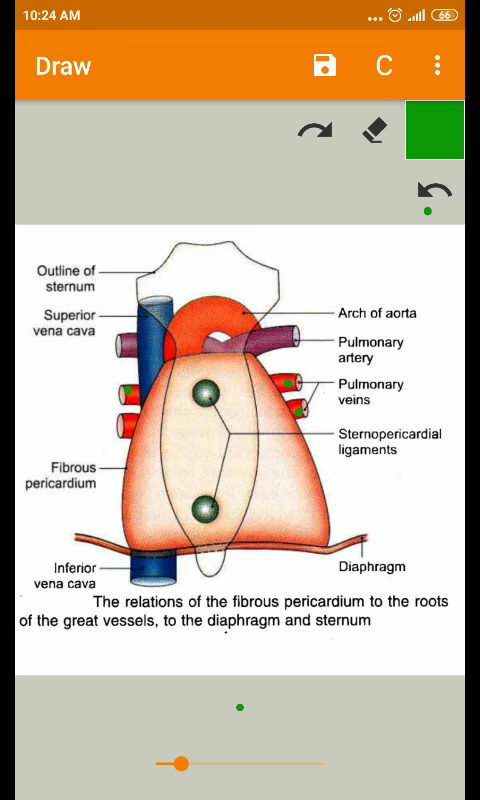 10:24 AM
66
Draw
C
Outline of
sternum
Superior
vena cava
Arch of aorta
Pulmonary
artery
Pulmonary
veins
Sternopericardial
ligaments
Fibrous
pericardium
Inferior
vena cava
Diaphragm
The relations of the fibrous pericardium to the roots
of the great vessels, to the diaphragm and sternum